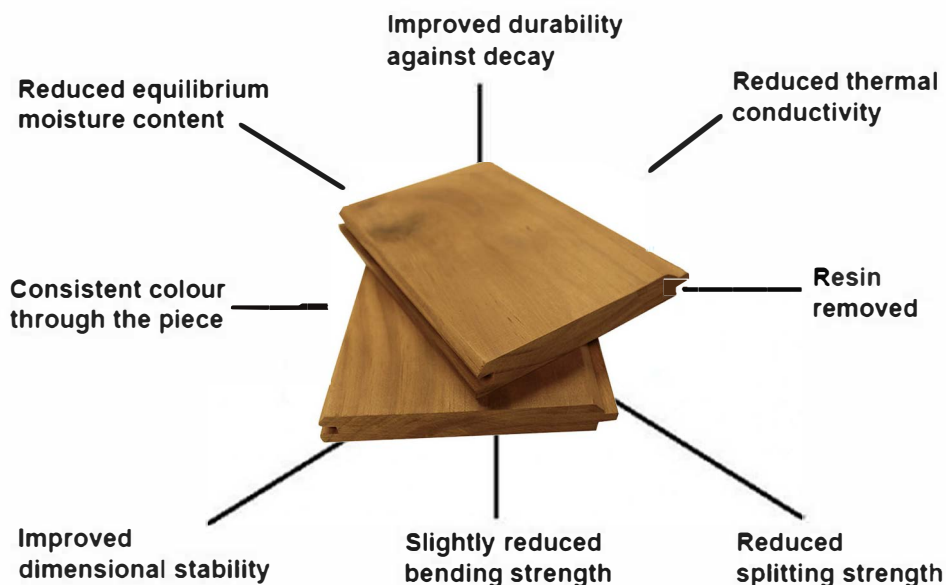 Improved durability
against decay
Reduced equilibrium
moisture content
Reduced thermal
conductivity
Consistent colour
through the piece
Resin
removed
Improved
dimensional stability
Slightly reduced
bending strength
Reduced
splitting strength